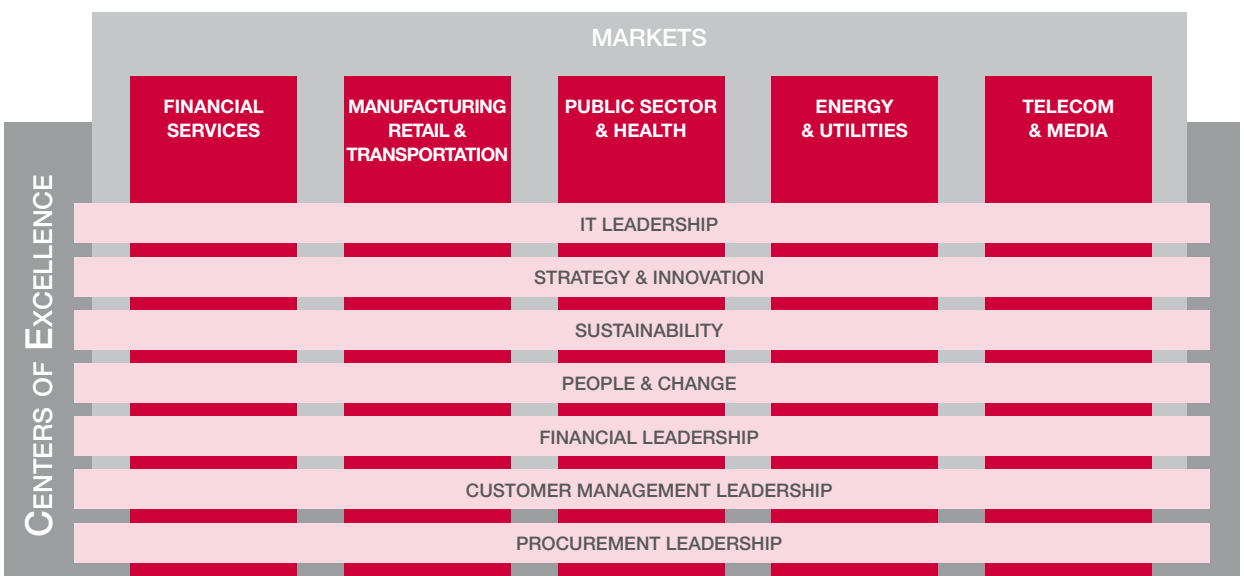 MARKETS
FINANCIAL
SERVICES
MANUFACTURING
RETAIL &
TRANSPORTATION
PUBLIC SECTOR
& HEALTH
ENERGY
& UTILITIES
TELECOM
& MEDIA
CENTERS OF EXCELLENCE
IT LEADERSHIP
STRATEGY & INNOVATION
SUSTAINABILITY
PEOPLE & CHANGE
FINANCIAL LEADERSHIP
CUSTOMER MANAGEMENT LEADERSHIP
PROCUREMENT LEADERSHIP